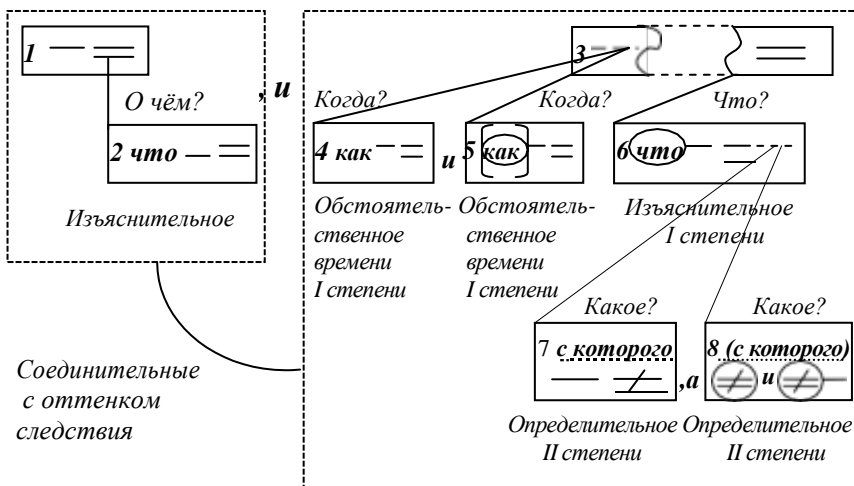 1
3
, и
О чём?
Когда?
Когда?
Что?
2 что
4 как
и
5 как
6 что
Изъяснительное
Обстоятель-
ственное
времени
I степени
Обстоятель-
ственное
времени
I степени
Изъяснительное
I степени
Какое?
Какое?
7 с которого
,а
8 (с которого)
и
Соединительные
с оттенком
следствия
Определительное
II степени
Определительное
II степени